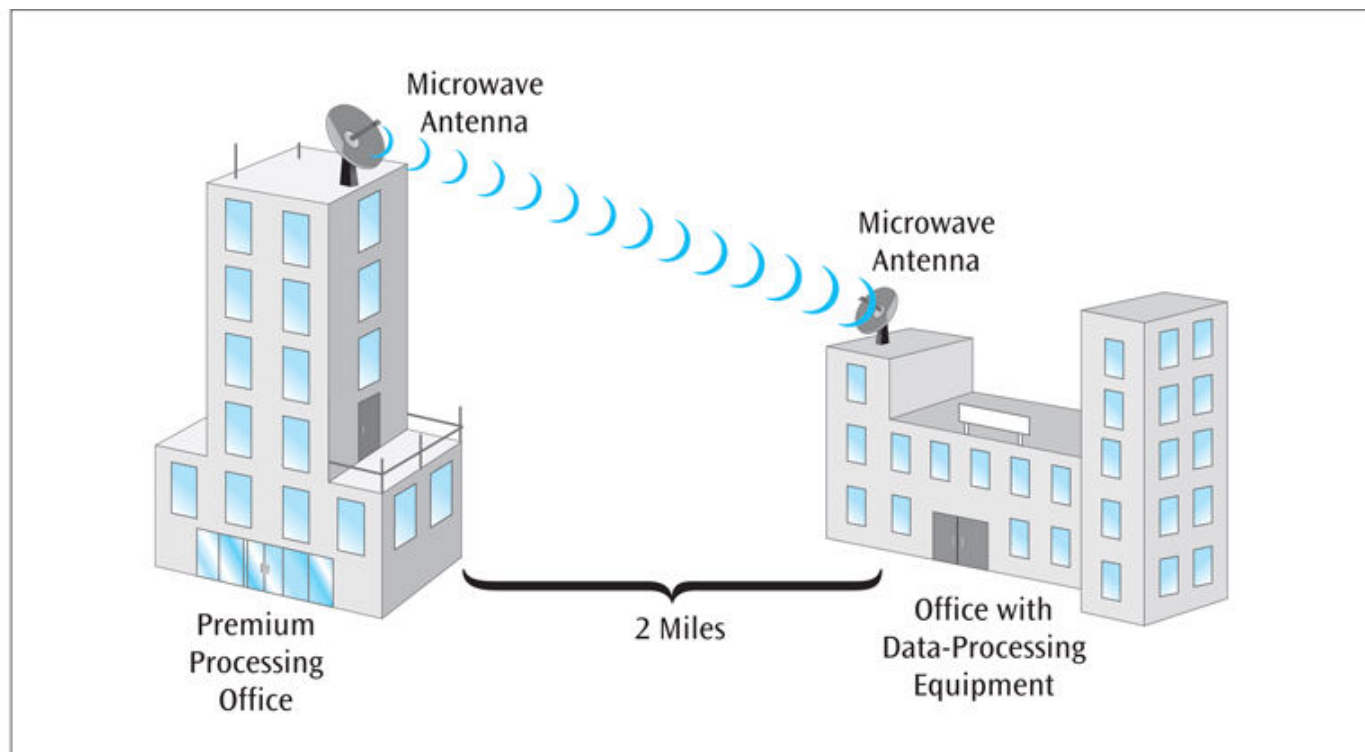 Microwave
Antenna
Microwave
Antenna
2 Miles
Premium
Processing
Office
Office with
Data-Processing
Equipment